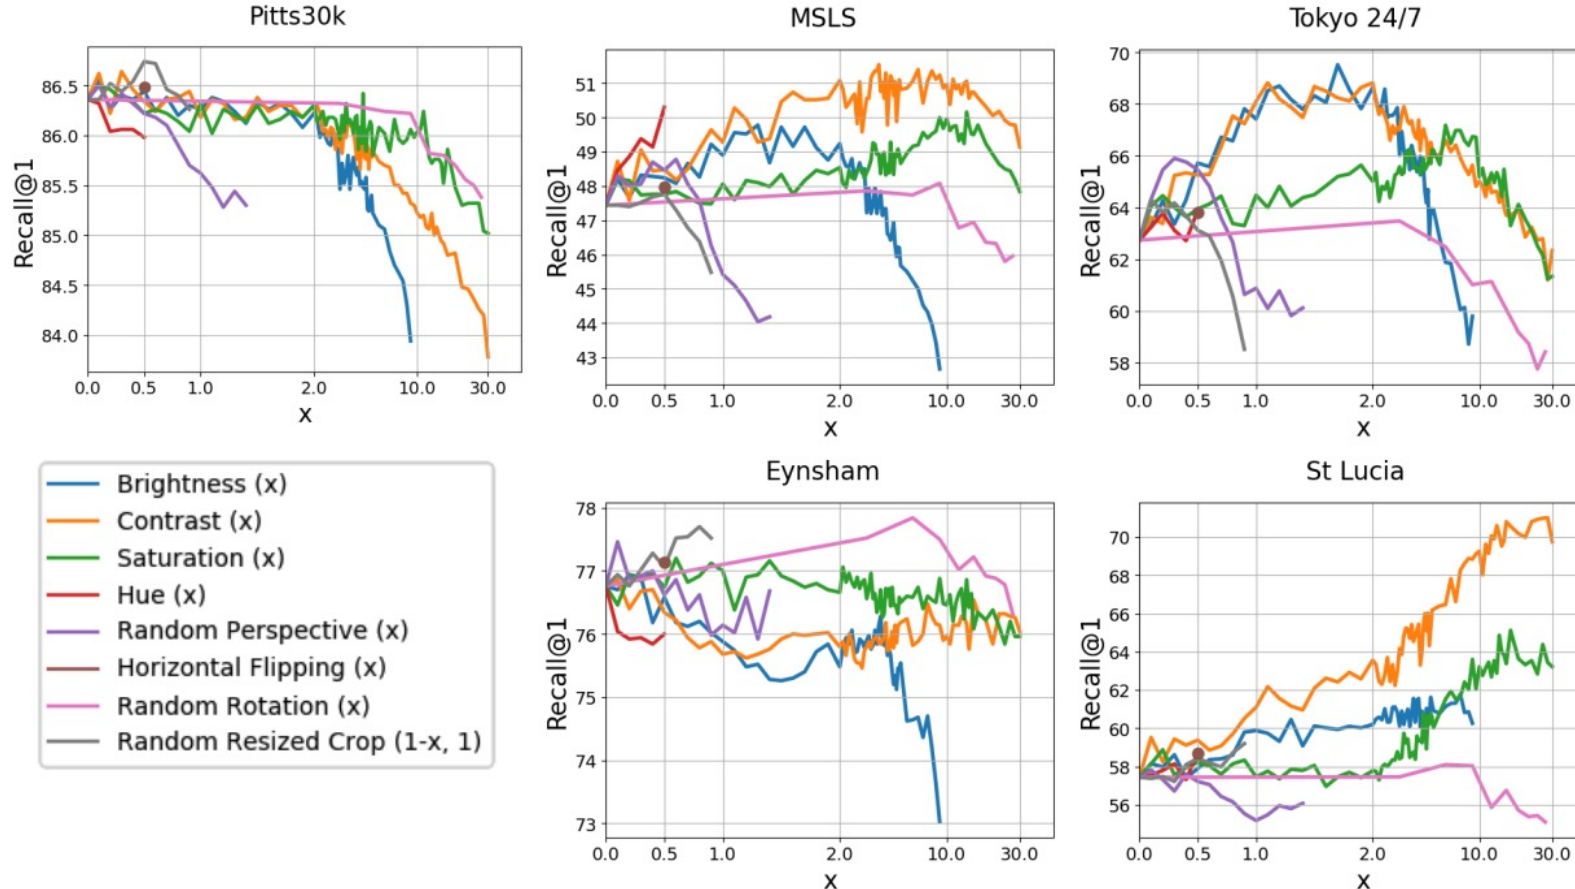 Pitts30k
MSLS
Tokyo 24/7
Recall@1
86.5
86.0
85.5
85.0
84.5
84.0
0.0 0.5 1.0 2.0 10.0 30.0
x
Recall@1
51
50
49
48
47
46
45
44
43
0.0 0.5 1.0 2.0 10.0 30.0
x
Recall@1
70
68
66
64
62
60
58
0.0 0.5 1.0 2.0 10.0 30.0
x
Brightness (x)
Contrast (x)
Saturation (x)
Hue (x)
Random Perspective (x)
Horizontal Flipping (x)
Random Rotation (x)
Random Resized Crop (1-x, 1)
Eynsham
St Lucia
Recall@1
78
77
76
75
74
73
0.0 0.5 1.0 2.0 10.0 30.0
x
Recall@1
70
68
66
64
62
60
58
56
0.0 0.5 1.0 2.0 10.0 30.0
x